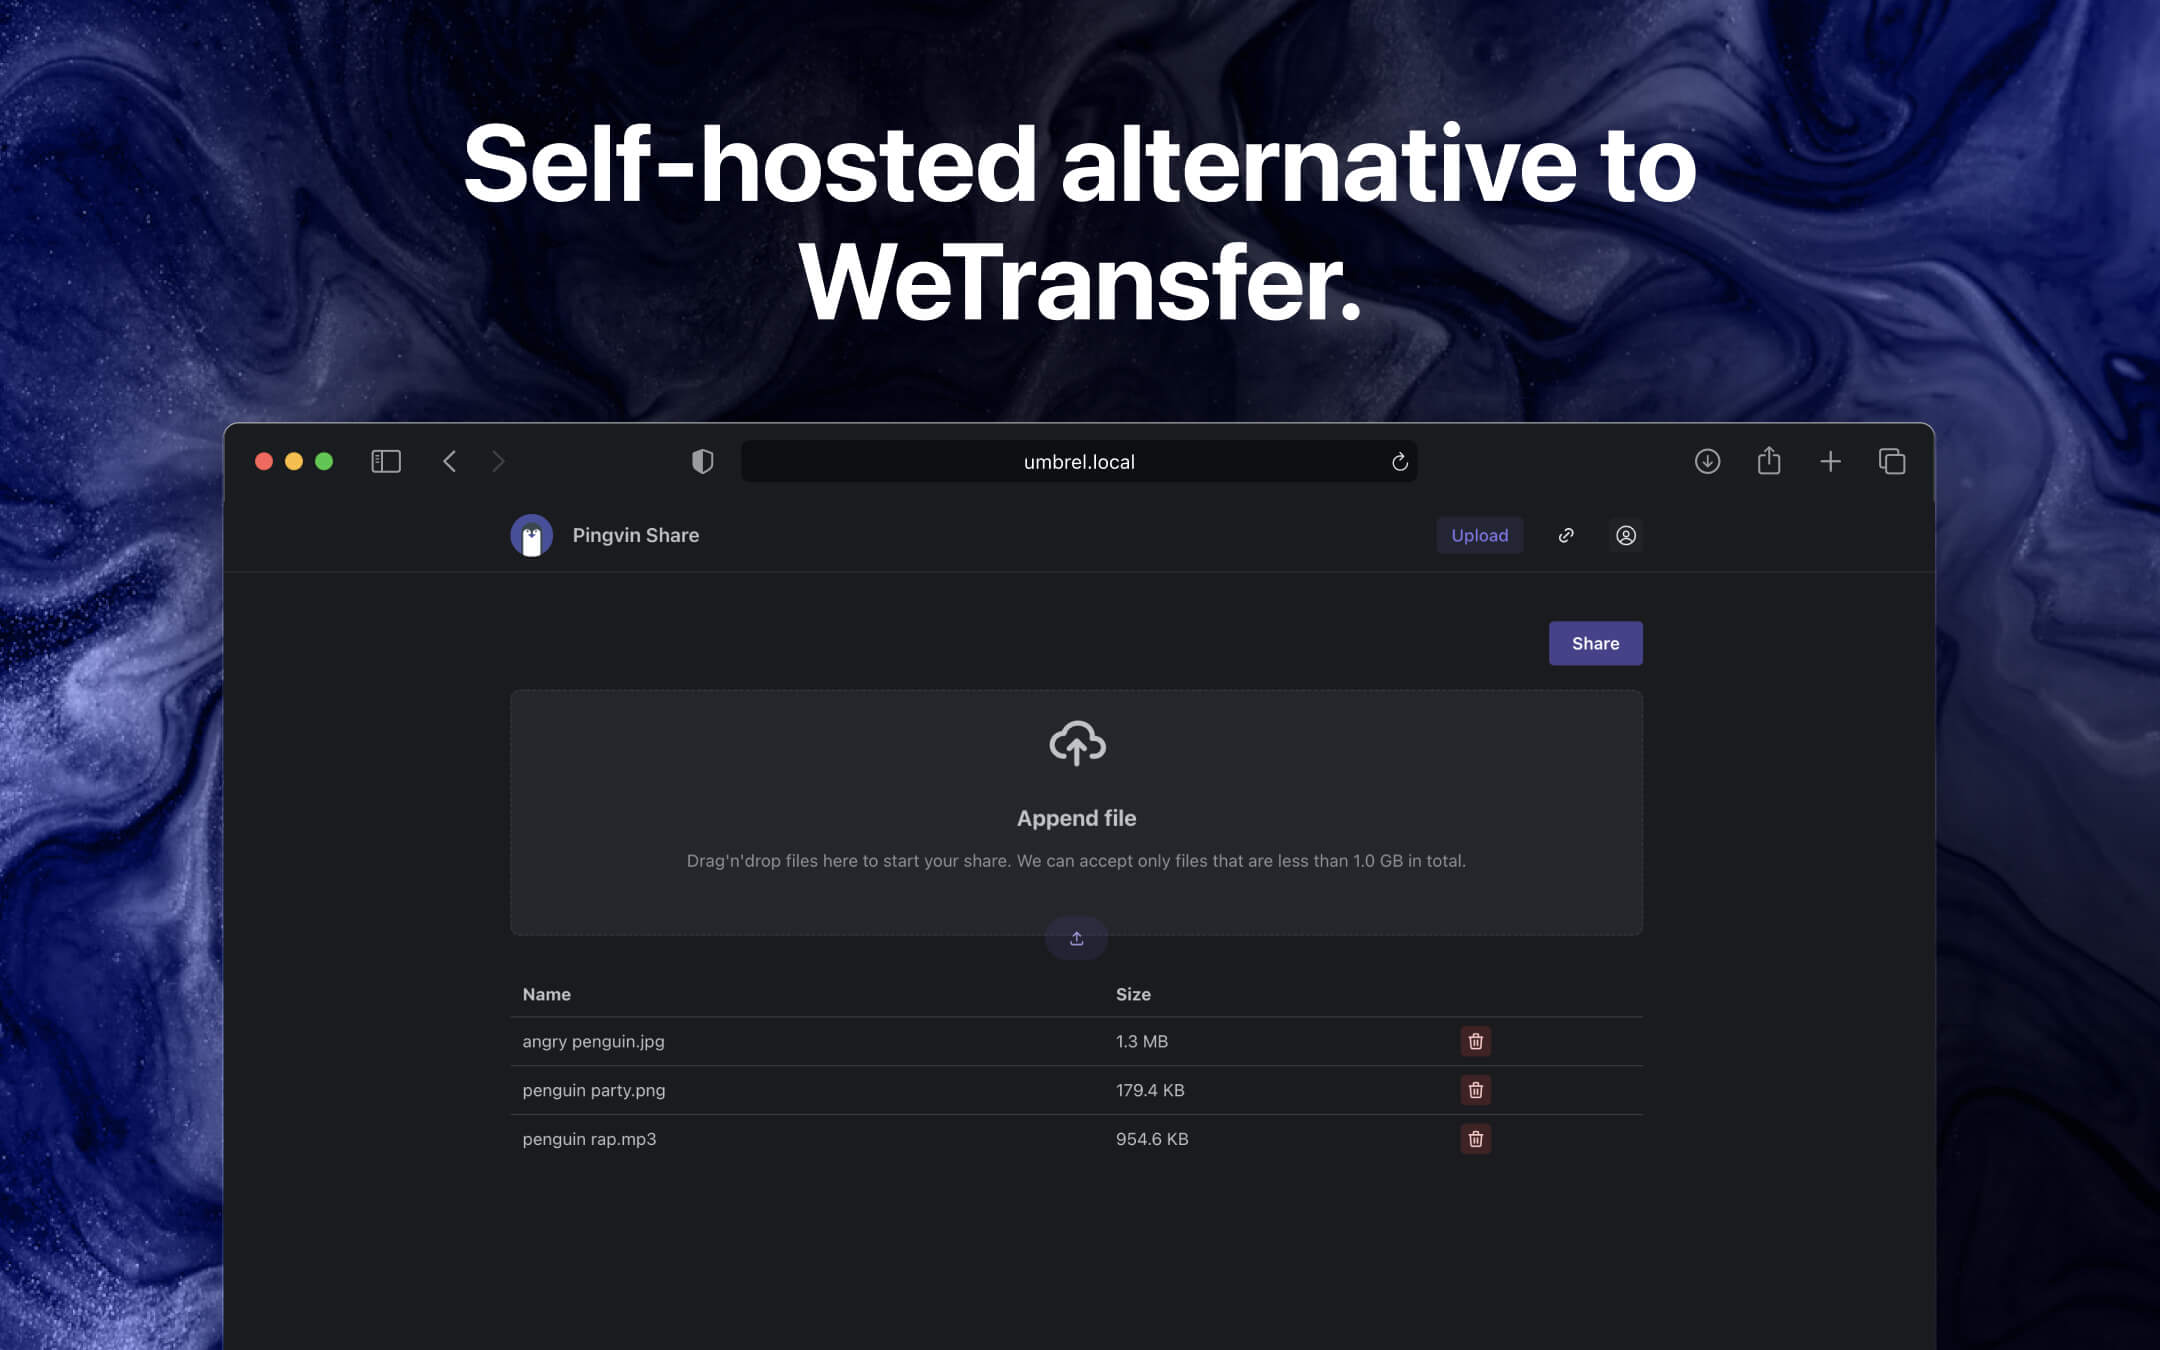 Self-hosted alternative to
WeTransfer.
umbrel.local
Pingvin Share
Upload
Share
Append file
Drag'n'drop files here to start your share. We can accept only files that are less than 1.0 GB in total.
Name Size
angry penguin.jpg 1.3 MB
penguin party.png 179.4 KB
penguin rap.mp3 954.6 KB